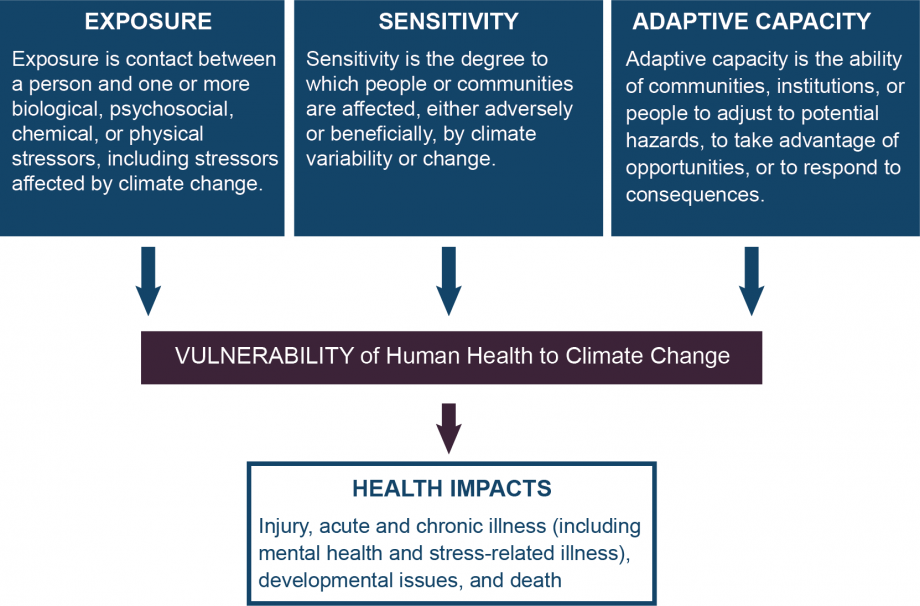 EXPOSURE
Exposure is contact between
a person and one or more
biological, psychosocial,
chemical, or physical
stressors, including stressors
affected by climate change.
SENSITIVITY
Sensitivity is the degree to
which people or communities
are affected, either adversely
or beneficially, by climate
variability or change.
ADAPTIVE CAPACITY
Adaptive capacity is the ability
of communities, institutions, or
people to adjust to potential
hazards, to take advantage of
opportunities, or to respond to
consequences.
VULNERABILITY of Human Health to Climate Change
HEALTH IMPACTS
Injury, acute and chronic illness (including
mental health and stress-related illness),
developmental issues, and death